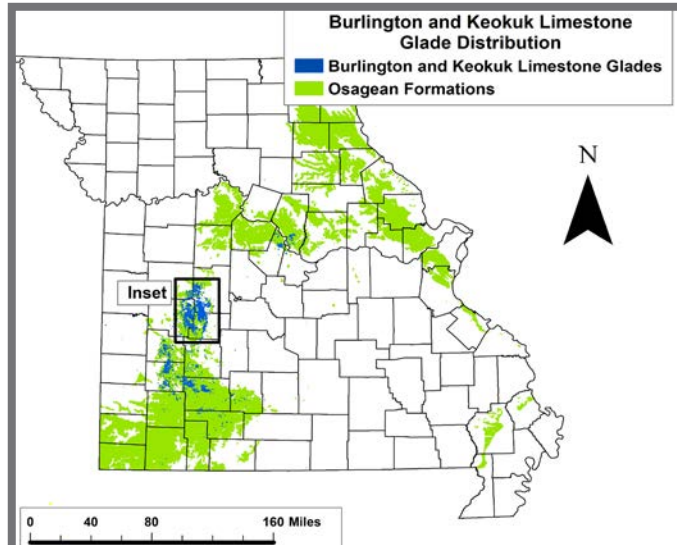 Burlington and Keokuk Limestone
Glade Distribution
Burlington and Keokuk Limestone Glades
Osagean Formations
N
Inset
0 40 80 160 Miles